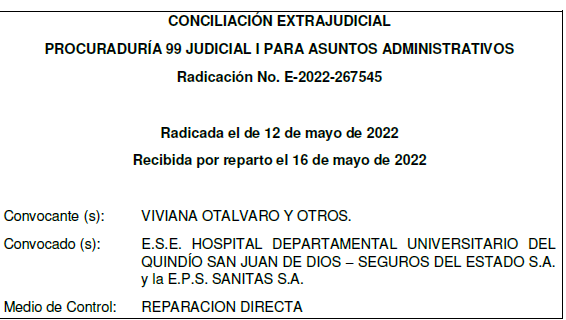 CONCILIACIÓN EXTRAJUDICIAL
PROCURADURÍA 99 JUDICIAL I PARA ASUNTOS ADMINISTRATIVOS
Radicación No. E-2022-267545
Radicada el de 12 de mayo de 2022
Recibida por reparto el 16 de mayo de 2022
Convocante (s): VIVIANA OTALVARO Y OTROS.
Convocado (s): E.S.E. HOSPITAL DEPARTAMENTAL UNIVERSITARIO DEL
QUINDÍO SAN JUAN DE DIOS – SEGUROS DEL ESTADO S.A.
y la E.P.S. SANITAS S.A.
Medio de Control: REPARACION DIRECTA